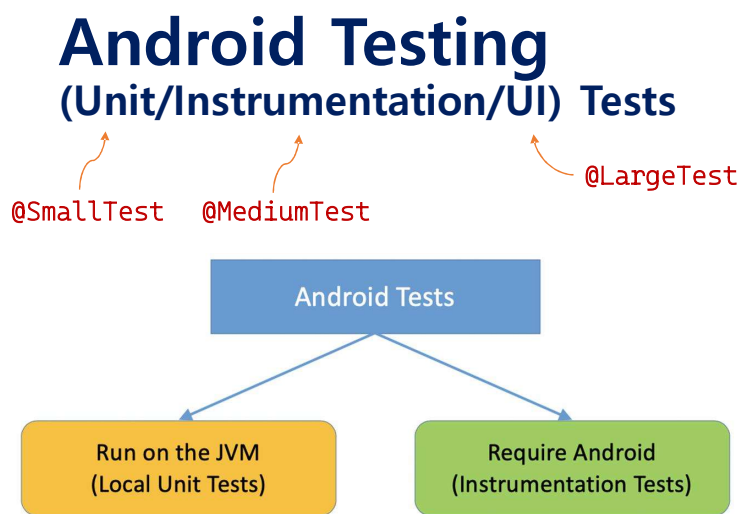 Android Testing
(Unit/Instrumentation/UI) Tests
@LargeTest
@SmallTest
@MediumTest
Android Tests
Run on the JVM
(Local Unit Tests)
Require Android
(Instrumentation Tests)